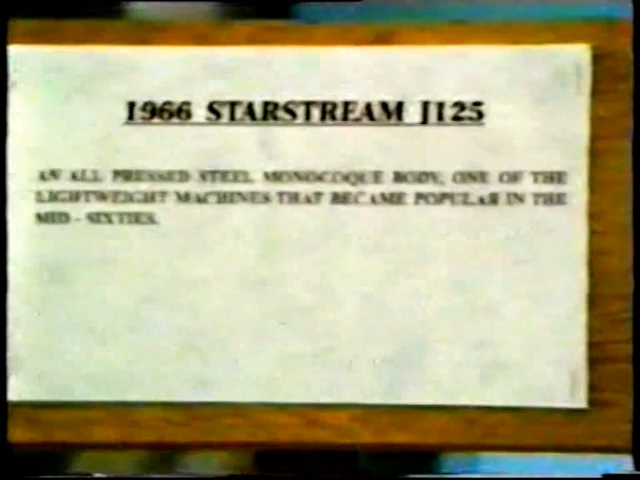 1966 STARSTREAM J125
AN ALL PRESSED STEEL MONOCOQUE BODY, ONE OF THE
LIGHTWEIGHT MACHINES THAT BECAME POPULAR IN THE
MID - SIXTIES.